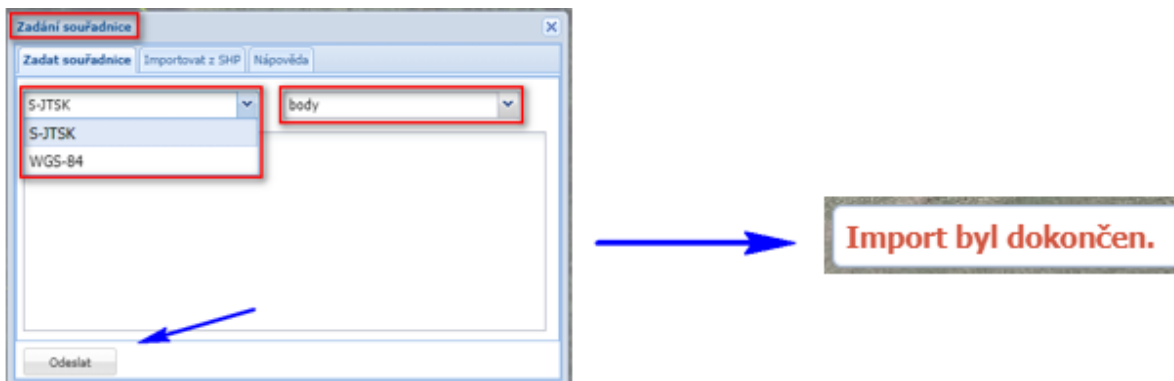 Zadání souřadnice
Zadat souřadnice Importovat z SHP Nápověda
S-JTSK body
S-JTSK
WGS-84
Odeslat
Import byl dokončen.